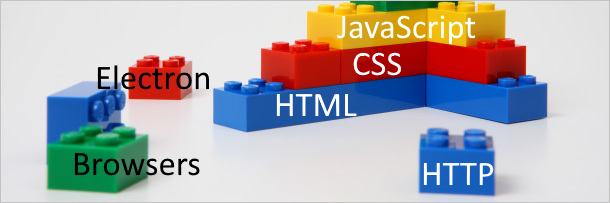 JavaScript
CSS
Electron
HTML
Browsers
HTTP